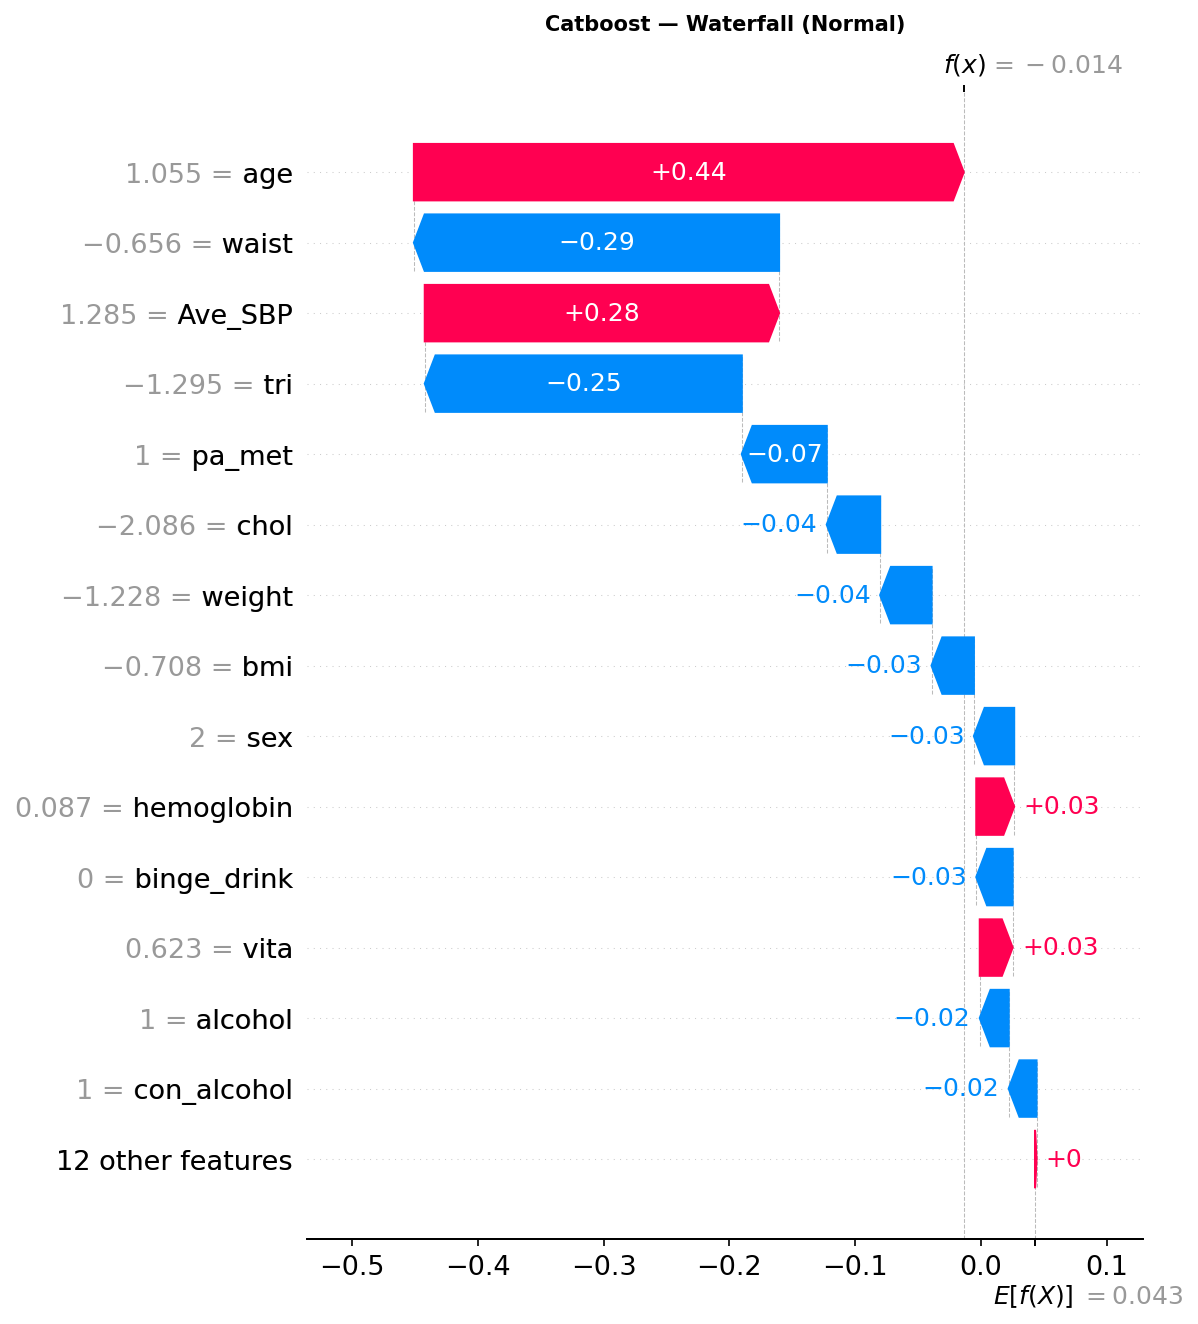 Catboost — Waterfall (Normal)
f(x) = −0.014
1.055 = age
+0.44
−0.656 = waist
−0.29
1.285 = Ave_SBP
+0.28
−1.295 = tri
−0.25
1 = pa_met
−0.07
−2.086 = chol
−0.04
−1.228 = weight
−0.04
−0.708 = bmi
−0.03
2 = sex
−0.03
0.087 = hemoglobin
+0.03
0 = binge_drink
−0.03
0.623 = vita
+0.03
1 = alcohol
−0.02
1 = con_alcohol
−0.02
12 other features
+0
−0.5 −0.4 −0.3 −0.2 −0.1 0.0 0.1
E[f(X)] = 0.043